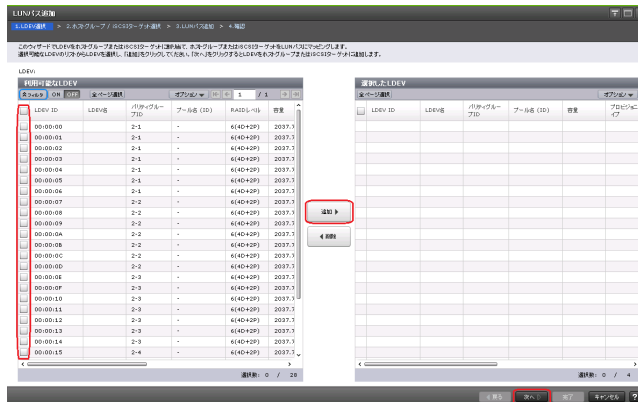 LUNパス追加
1.LDEV選択 > 2.ホストグループ / iSCSIターゲット選択 > 3.LUNパス追加 > 4.確認
このウィザードでLDEVをホストグループまたはiSCSIターゲットに割り当て、ホストグループまたはiSCSIターゲットをLUNパスにマッピングします。
選択可能なLDEVのリストからLDEVを選択し、「追加」をクリックしてください。「次へ」をクリックするとLDEVをホストグループまたはiSCSIターゲットに追加します。
LDEV:
利用可能なLDEV
フィルタ ON OFF 全ページ選択 オプション 1 / 1
LDEV ID LDEV名 パリティグループID プール名 (ID) RAIDレベル 容量
00:00:00 2-1 - 6(4D+2P) 2037.7
00:00:01 2-1 - 6(4D+2P) 2037.7
00:00:02 2-1 - 6(4D+2P) 2037.7
00:00:03 2-1 - 6(4D+2P) 2037.7
00:00:04 2-1 - 6(4D+2P) 2037.7
00:00:05 2-1 - 6(4D+2P) 2037.7
00:00:06 2-1 - 6(4D+2P) 2037.7
00:00:07 2-2 - 6(4D+2P) 2037.7
00:00:08 2-2 - 6(4D+2P) 2037.7
00:00:09 2-2 - 6(4D+2P) 2037.7
00:00:0A 2-2 - 6(4D+2P) 2037.7
00:00:0B 2-2 - 6(4D+2P) 2037.7
00:00:0C 2-2 - 6(4D+2P) 2037.7
00:00:0D 2-2 - 6(4D+2P) 2037.7
00:00:0E 2-3 - 6(4D+2P) 2037.7
00:00:0F 2-3 - 6(4D+2P) 2037.7
00:00:10 2-3 - 6(4D+2P) 2037.7
00:00:11 2-3 - 6(4D+2P) 2037.7
00:00:12 2-3 - 6(4D+2P) 2037.7
00:00:13 2-3 - 6(4D+2P) 2037.7
00:00:14 2-3 - 6(4D+2P) 2037.7
00:00:15 2-4 - 6(4D+2P) 2037.7
選択数: 0 / 28
追加
削除
選択したLDEV
全ページ選択 オプション
LDEV ID LDEV名 パリティグループID プール名 (ID) 容量 プロビジョニ イプ
選択数: 0 / 4
戻る 次へ 完了 キャンセル ?